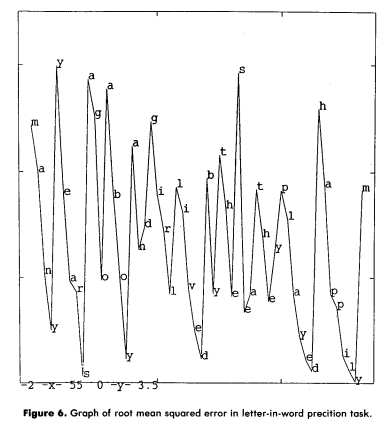 m a n y y e a r s a g o a b o y a n d g i r l l i v e d b y t h e s e a t h e y p l a y e d h a p p i l y m
-2 -x- 55 0 -y- 3.5
Figure 6. Graph of root mean squared error in letter-in-word precition task.